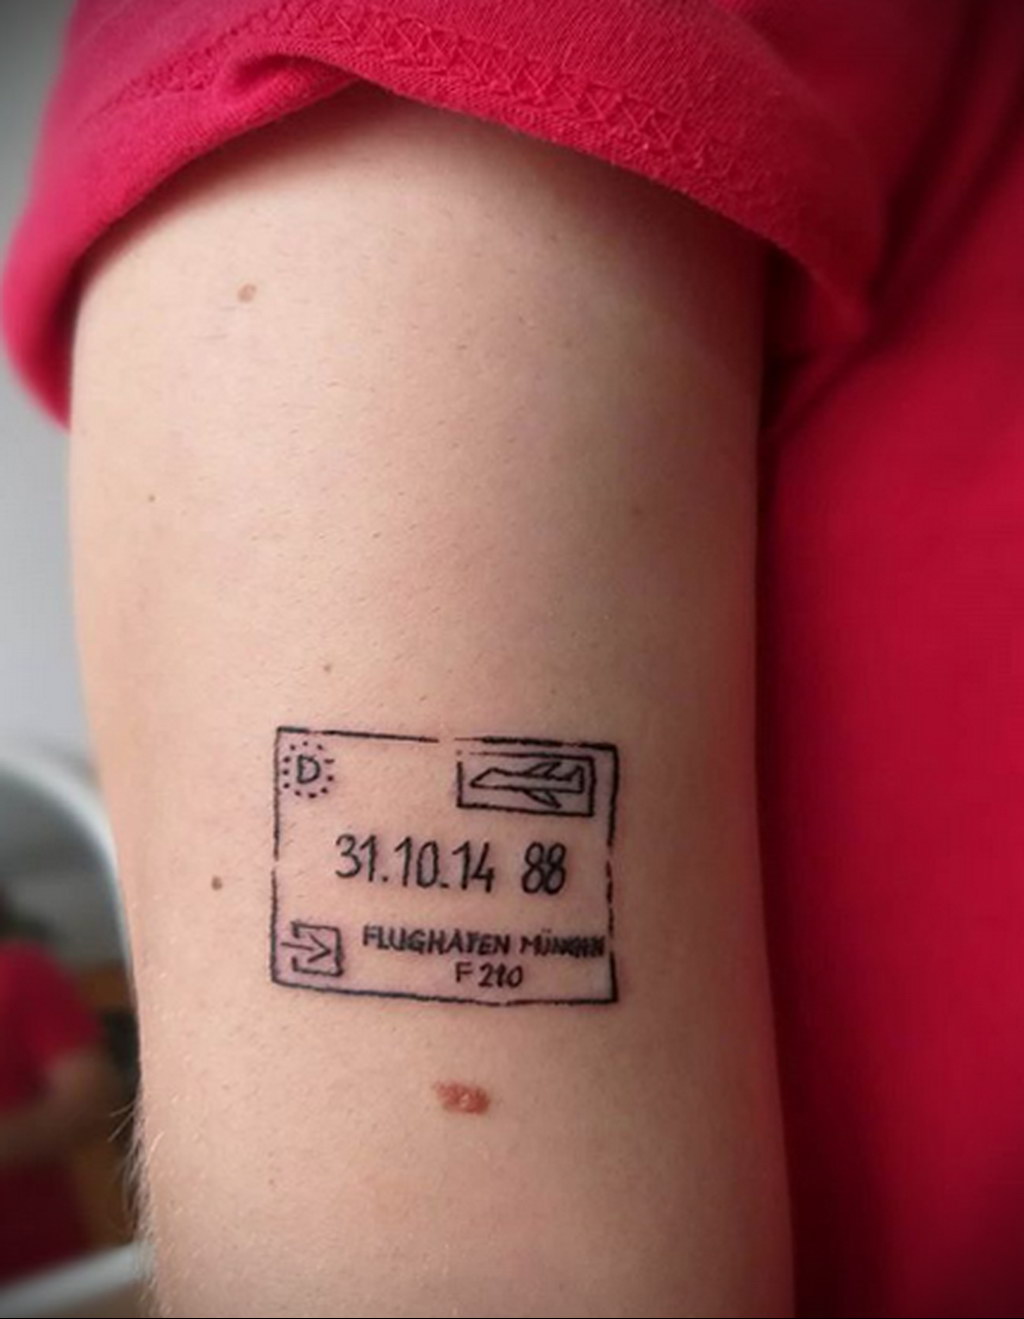 D
31.10.14 88
FLUGHAFEN MÜNCHEN
F 210